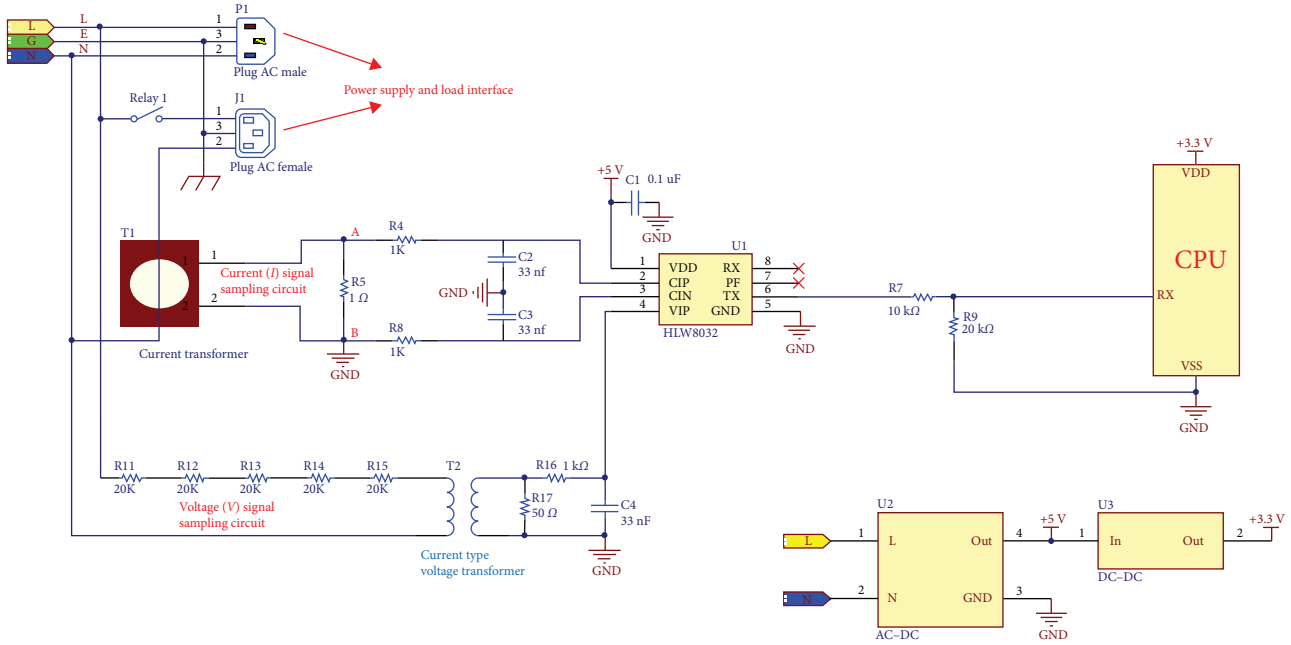 L
G
N
L
E
N
1
3
2
P1
Plug AC male
Power supply and load interface
Relay 1
1
3
2
J1
Plug AC female
T1
1
2
1
2
Current (I) signal
sampling circuit
Current transformer
A
B
R4
1K
R5
1 Ω
R8
1K
GND
C2
33 nf
GND
C3
33 nf
+5 V
C1 0.1 uF
GND
U1
1 VDD RX 8
2 CIP PF 7
3 CIN TX 6
4 VIP GND 5
HLW8032
GND
R7
10 kΩ
R9
20 kΩ
+3.3 V
VDD
CPU
RX
VSS
GND
R11 R12 R13 R14 R15
20K 20K 20K 20K 20K
Voltage (V) signal
sampling circuit
T2
Current type
voltage transformer
R16 1 kΩ
R17
50 Ω
C4
33 nF
GND
L
N
1
2
U2
L Out
N GND
AC–DC
4
3
+5 V
GND
1
U3
In Out
DC–DC
2
+3.3 V